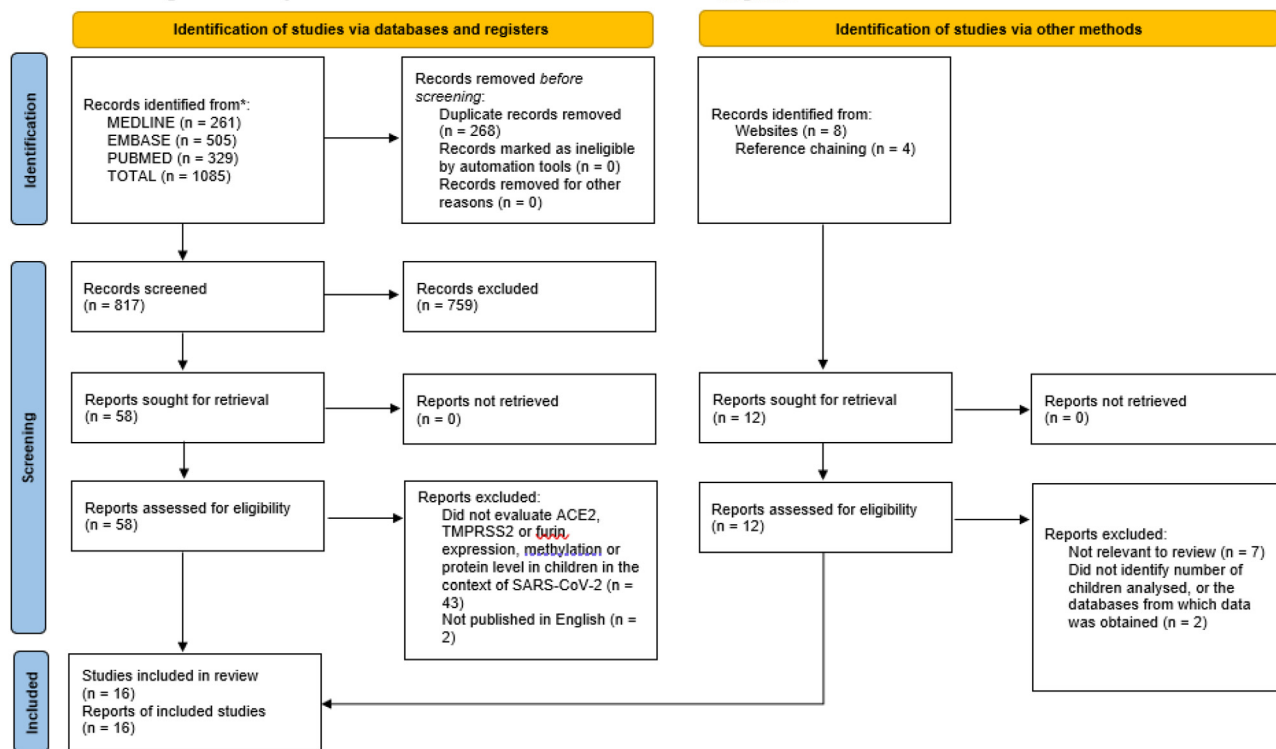 Identification of studies via databases and registers
Identification of studies via other methods
Identification
Records identified from*:
MEDLINE (n = 261)
EMBASE (n = 505)
PUBMED (n = 329)
TOTAL (n = 1085)
Records removed before
screening:
Duplicate records removed
(n = 268)
Records marked as ineligible
by automation tools (n = 0)
Records removed for other
reasons (n = 0)
Records identified from:
Websites (n = 8)
Reference chaining (n = 4)
Screening
Records screened
(n = 817)
Records excluded
(n = 759)
Reports sought for retrieval
(n = 58)
Reports not retrieved
(n = 0)
Reports sought for retrieval
(n = 12)
Reports not retrieved
(n = 0)
Reports assessed for eligibility
(n = 58)
Reports excluded:
Did not evaluate ACE2,
TMPRSS2 or furin
expression, methylation or
protein level in children in the
context of SARS-CoV-2 (n =
43)
Not published in English (n =
2)
Reports assessed for eligibility
(n = 12)
Reports excluded:
Not relevant to review (n = 7)
Did not identify number of
children analysed, or the
databases from which data
was obtained (n = 2)
Included
Studies included in review
(n = 16)
Reports of included studies
(n = 16)